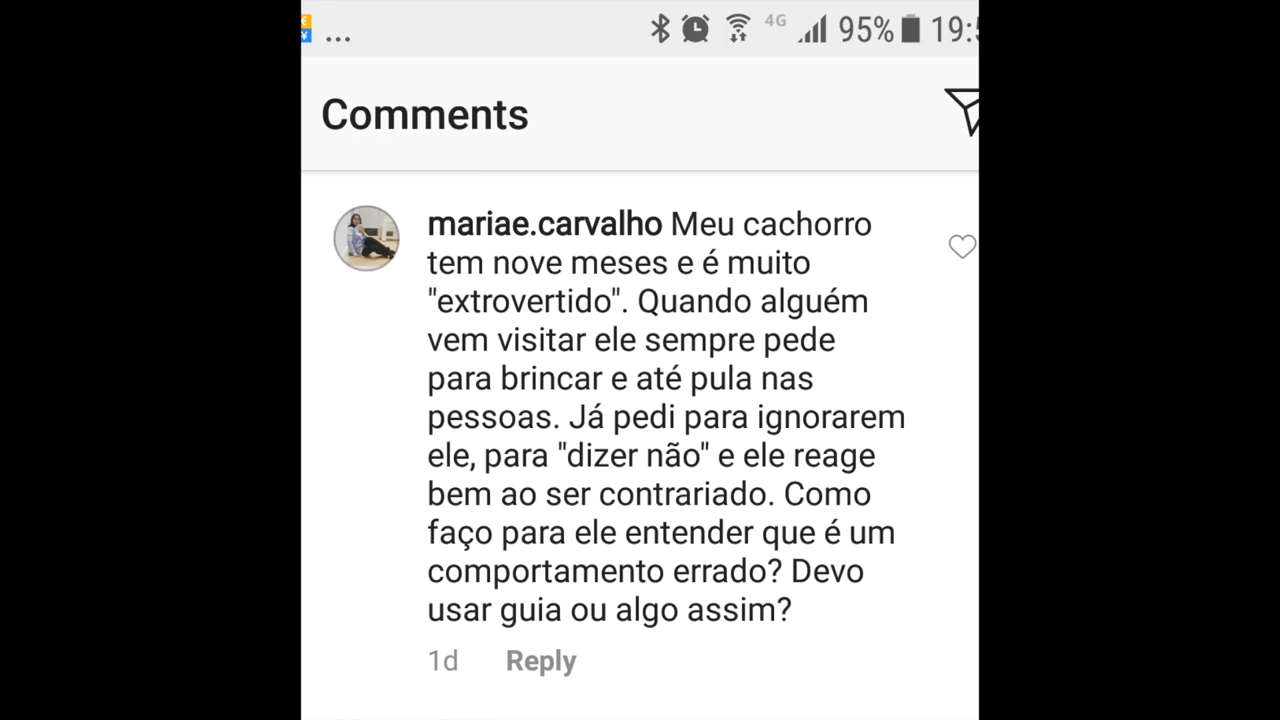 ...
4G
95%
Comments
mariae.carvalho Meu cachorro
tem nove meses e é muito
"extrovertido". Quando alguém
vem visitar ele sempre pede
para brincar e até pula nas
pessoas. Já pedi para ignorarem
ele, para "dizer não" e ele reage
bem ao ser contrariado. Como
faço para ele entender que é um
comportamento errado? Devo
usar guia ou algo assim?
1d Reply